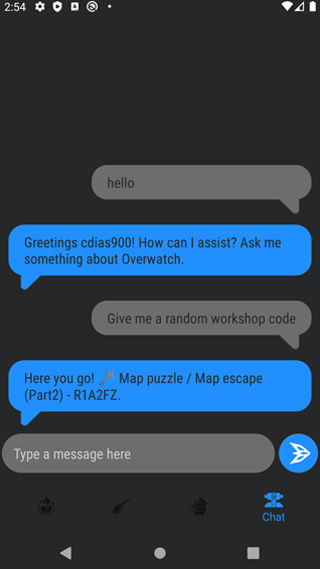 2:54
hello
Greetings cdias900! How can I assist? Ask me
something about Overwatch.
Give me a random workshop code
Here you go! 🗝️ Map puzzle / Map escape
(Part2) - R1A2FZ.
Type a message here
Chat